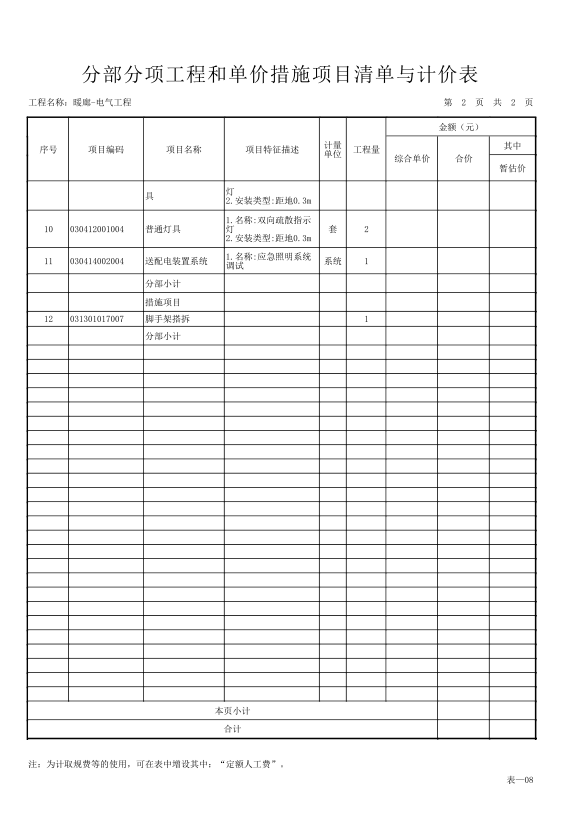 分部分项工程和单价措施项目清单与计价表
工程名称：暖廊-电气工程 第 2 页 共 2 页
序号 项目编码 项目名称 项目特征描述 计量单位 工程量 金额（元）
综合单价 合价 其中
暂估价
具 灯
2.安装类型:距地0.3m
10 030412001004 普通灯具 1.名称:双向疏散指示灯
2.安装类型:距地0.3m 套 2
11 030414002004 送配电装置系统 1.名称:应急照明系统调试 系统 1
分部小计
措施项目
12 031301017007 脚手架搭拆 1
分部小计
本页小计
合计
注：为计取规费等的使用，可在表中增设其中：“定额人工费”。
表—08